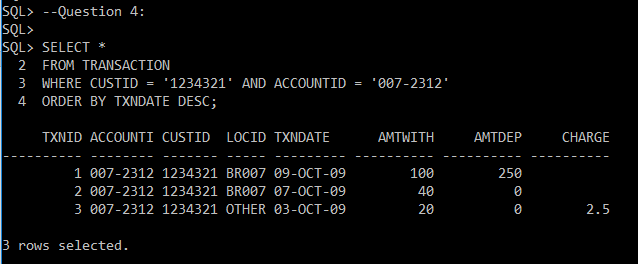 SQL> --Question 4:
SQL>
SQL> SELECT *
  2  FROM TRANSACTION
  3  WHERE CUSTID = '1234321' AND ACCOUNTID = '007-2312'
  4  ORDER BY TXNDATE DESC;
     TXNID ACCOUNTI CUSTID  LOCID TXNDATE      AMTWITH     AMTDEP     CHARGE
---------- -------- ------- ----- --------- ---------- ---------- ----------
         1 007-2312 1234321 BR007 09-OCT-09        100        250
         2 007-2312 1234321 BR007 07-OCT-09         40          0
         3 007-2312 1234321 OTHER 03-OCT-09         20          0        2.5
3 rows selected.